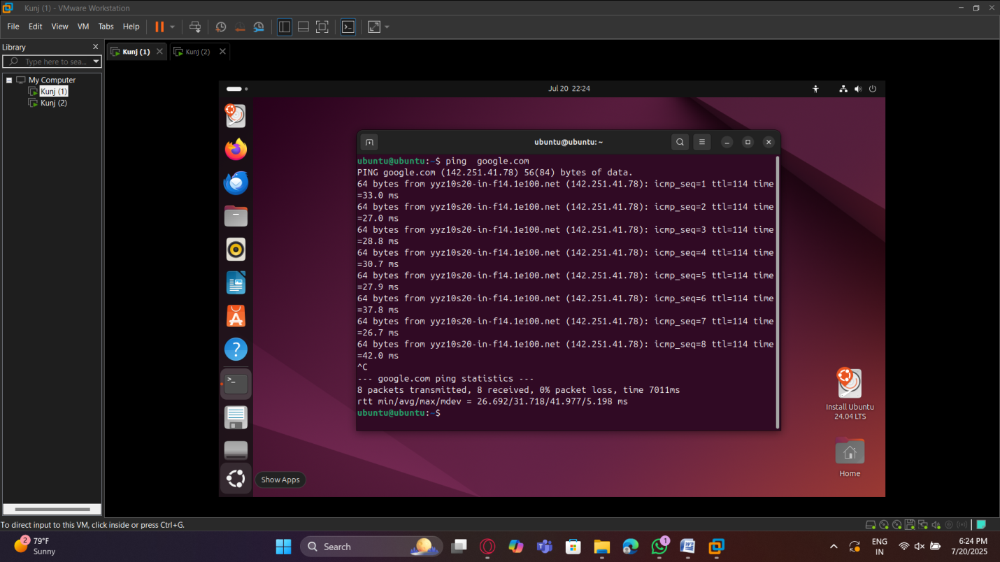 Kunj (1) - VMware Workstation
File Edit View VM Tabs Help
Library
Type here to sea...
My Computer
Kunj (1)
Kunj (2)
Kunj (1)
Kunj (2)
Jul 20 22:24
ubuntu@ubuntu: ~
ubuntu@ubuntu:~$ ping  google.com
PING google.com (142.251.41.78) 56(84) bytes of data.
64 bytes from yyz10s20-in-f14.1e100.net (142.251.41.78): icmp_seq=1 ttl=114 time
=33.0 ms
64 bytes from yyz10s20-in-f14.1e100.net (142.251.41.78): icmp_seq=2 ttl=114 time
=27.0 ms
64 bytes from yyz10s20-in-f14.1e100.net (142.251.41.78): icmp_seq=3 ttl=114 time
=28.8 ms
64 bytes from yyz10s20-in-f14.1e100.net (142.251.41.78): icmp_seq=4 ttl=114 time
=30.7 ms
64 bytes from yyz10s20-in-f14.1e100.net (142.251.41.78): icmp_seq=5 ttl=114 time
=27.9 ms
64 bytes from yyz10s20-in-f14.1e100.net (142.251.41.78): icmp_seq=6 ttl=114 time
=37.8 ms
64 bytes from yyz10s20-in-f14.1e100.net (142.251.41.78): icmp_seq=7 ttl=114 time
=26.7 ms
64 bytes from yyz10s20-in-f14.1e100.net (142.251.41.78): icmp_seq=8 ttl=114 time
=42.0 ms
^C
--- google.com ping statistics ---
8 packets transmitted, 8 received, 0% packet loss, time 7011ms
rtt min/avg/max/mdev = 26.692/31.718/41.977/5.198 ms
ubuntu@ubuntu:~$
Install Ubuntu
24.04 LTS
Home
Show Apps
To direct input to this VM, click inside or press Ctrl+G.
2
79°F
Sunny
Search
1
ENG
IN
6:24 PM
7/20/2025